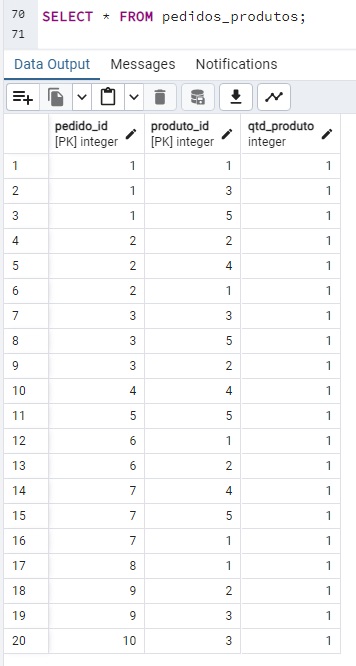 70 SELECT * FROM pedidos_produtos;
71
Data Output Messages Notifications
pedido_id produto_id qtd_produto
[PK] integer [PK] integer integer
1 1 1 1
2 1 3 1
3 1 5 1
4 2 2 1
5 2 4 1
6 2 1 1
7 3 3 1
8 3 5 1
9 3 2 1
10 4 4 1
11 5 5 1
12 6 1 1
13 6 2 1
14 7 4 1
15 7 5 1
16 7 1 1
17 8 1 1
18 9 2 1
19 9 3 1
20 10 3 1